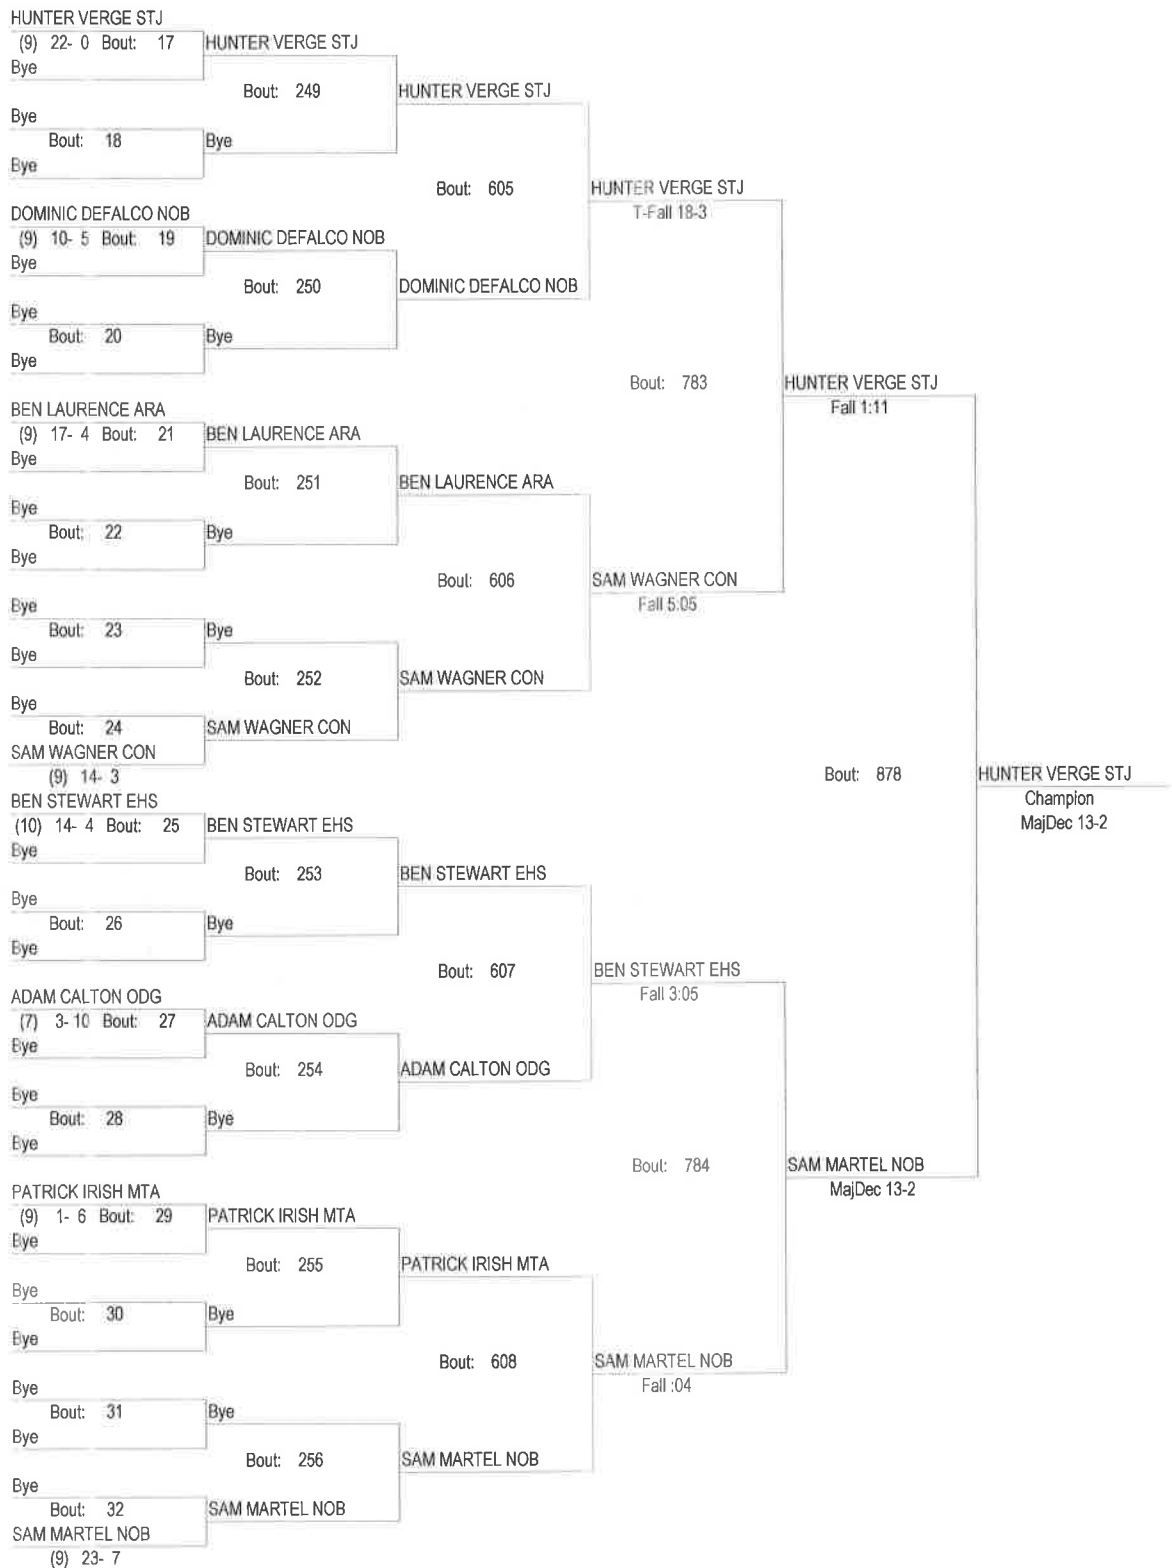 HUNTER VERGE STJ
(9) 22- 0 Bout: 17 HUNTER VERGE STJ
Bye
Bout: 249 HUNTER VERGE STJ
Bye
Bout: 18 Bye
Bye
Bout: 605 HUNTER VERGE STJ
T-Fall 18-3
DOMINIC DEFALCO NOB
(9) 10- 5 Bout: 19 DOMINIC DEFALCO NOB
Bye
Bout: 250 DOMINIC DEFALCO NOB
Bye
Bout: 20 Bye
Bye
Bout: 783 HUNTER VERGE STJ
Fall 1:11
BEN LAURENCE ARA
(9) 17- 4 Bout: 21 BEN LAURENCE ARA
Bye
Bout: 251 BEN LAURENCE ARA
Bye
Bout: 22 Bye
Bye
Bout: 606 SAM WAGNER CON
Fall 5:05
Bye
Bout: 23 Bye
Bye
Bout: 252 SAM WAGNER CON
Bye
Bout: 24 SAM WAGNER CON
SAM WAGNER CON
(9) 14- 3
Bout: 878 HUNTER VERGE STJ
Champion
MajDec 13-2
BEN STEWART EHS
(10) 14- 4 Bout: 25 BEN STEWART EHS
Bye
Bout: 253 BEN STEWART EHS
Bye
Bout: 26 Bye
Bye
Bout: 607 BEN STEWART EHS
Fall 3:05
ADAM CALTON ODG
(7) 3- 10 Bout: 27 ADAM CALTON ODG
Bye
Bout: 254 ADAM CALTON ODG
Bye
Bout: 28 Bye
Bye
Bout: 784 SAM MARTEL NOB
MajDec 13-2
PATRICK IRISH MTA
(9) 1- 6 Bout: 29 PATRICK IRISH MTA
Bye
Bout: 255 PATRICK IRISH MTA
Bye
Bout: 30 Bye
Bye
Bout: 608 SAM MARTEL NOB
Fall :04
Bye
Bout: 31 Bye
Bye
Bout: 256 SAM MARTEL NOB
Bye
Bout: 32 SAM MARTEL NOB
SAM MARTEL NOB
(9) 23- 7